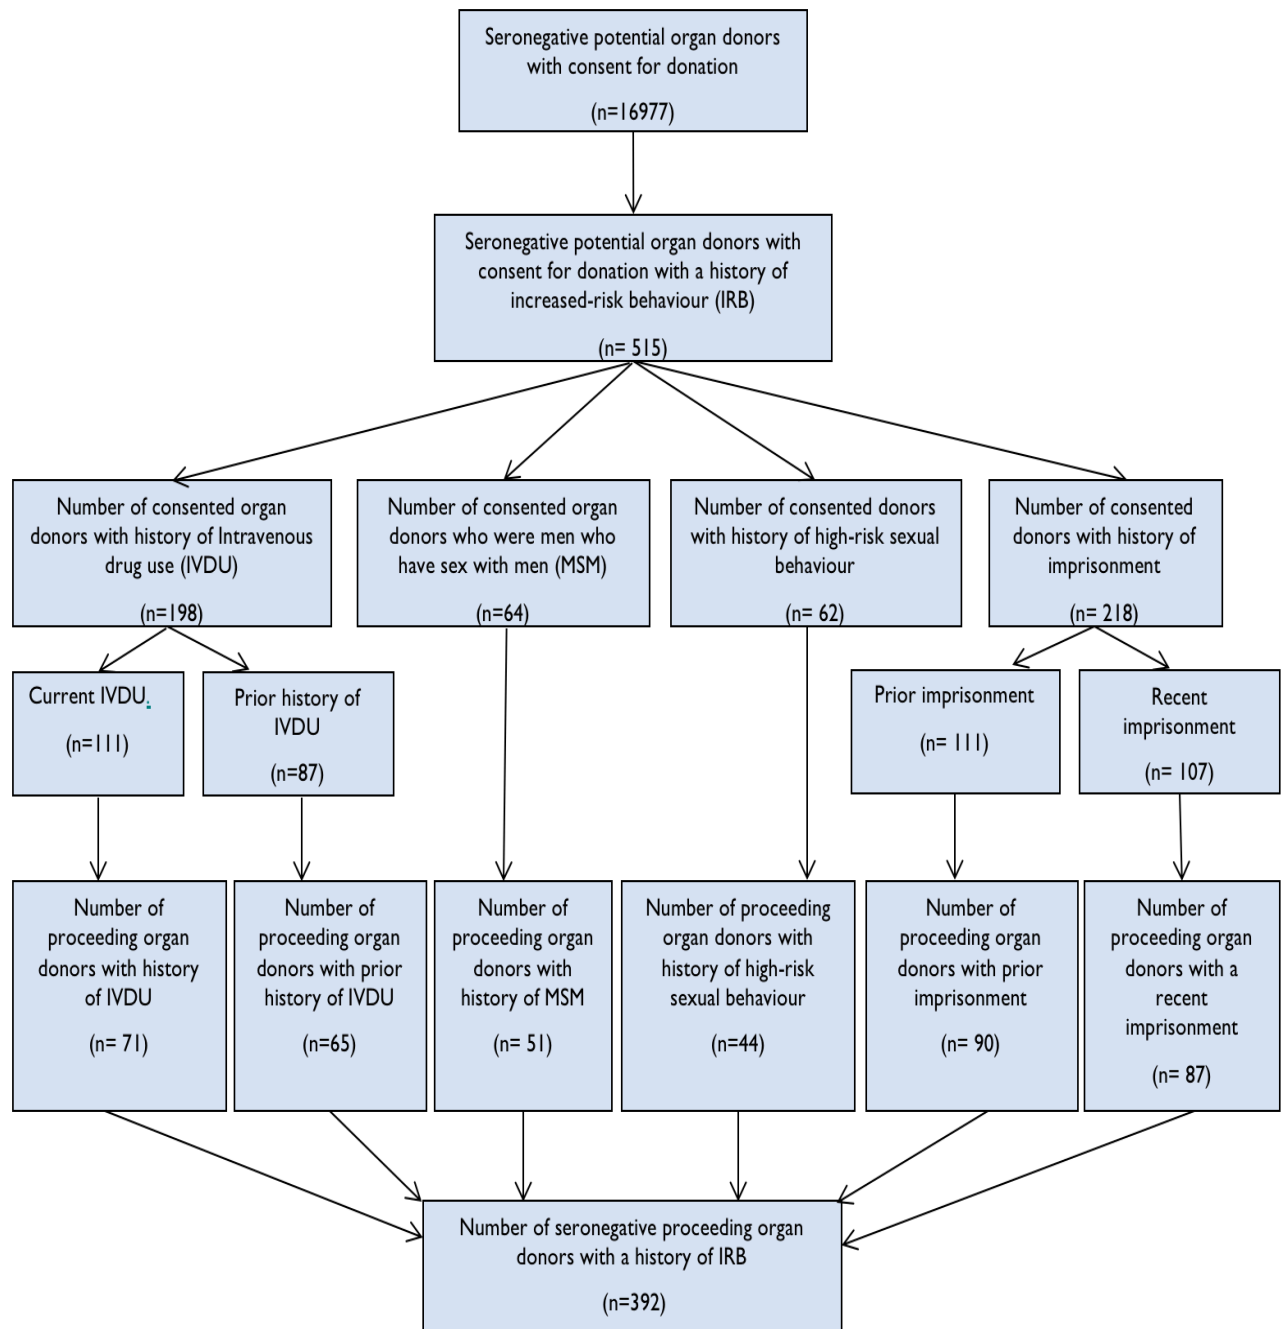 Seronegative potential organ donors
with consent for donation
(n=16977)
Seronegative potential organ donors with
consent for donation with a history of
increased-risk behaviour (IRB)
(n= 515)
Number of consented organ
donors with history of Intravenous
drug use (IVDU)
(n=198)
Number of consented organ
donors who were men who
have sex with men (MSM)
(n=64)
Number of consented donors
with history of high-risk sexual
behaviour
(n= 62)
Number of consented
donors with history of
imprisonment
(n= 218)
Current IVDU.
(n=111)
Prior history of
IVDU
(n=87)
Prior imprisonment
(n= 111)
Recent
imprisonment
(n= 107)
Number of
proceeding organ
donors with history
of IVDU
(n= 71)
Number of
proceeding organ
donors with prior
history of IVDU
(n=65)
Number of
proceeding organ
donors with
history of MSM
(n= 51)
Number of proceeding
organ donors with
history of high-risk
sexual behaviour
(n=44)
Number of
proceeding organ
donors with prior
imprisonment
(n= 90)
Number of
proceeding organ
donors with a
recent
imprisonment
(n= 87)
Number of seronegative proceeding organ
donors with a history of IRB
(n=392)